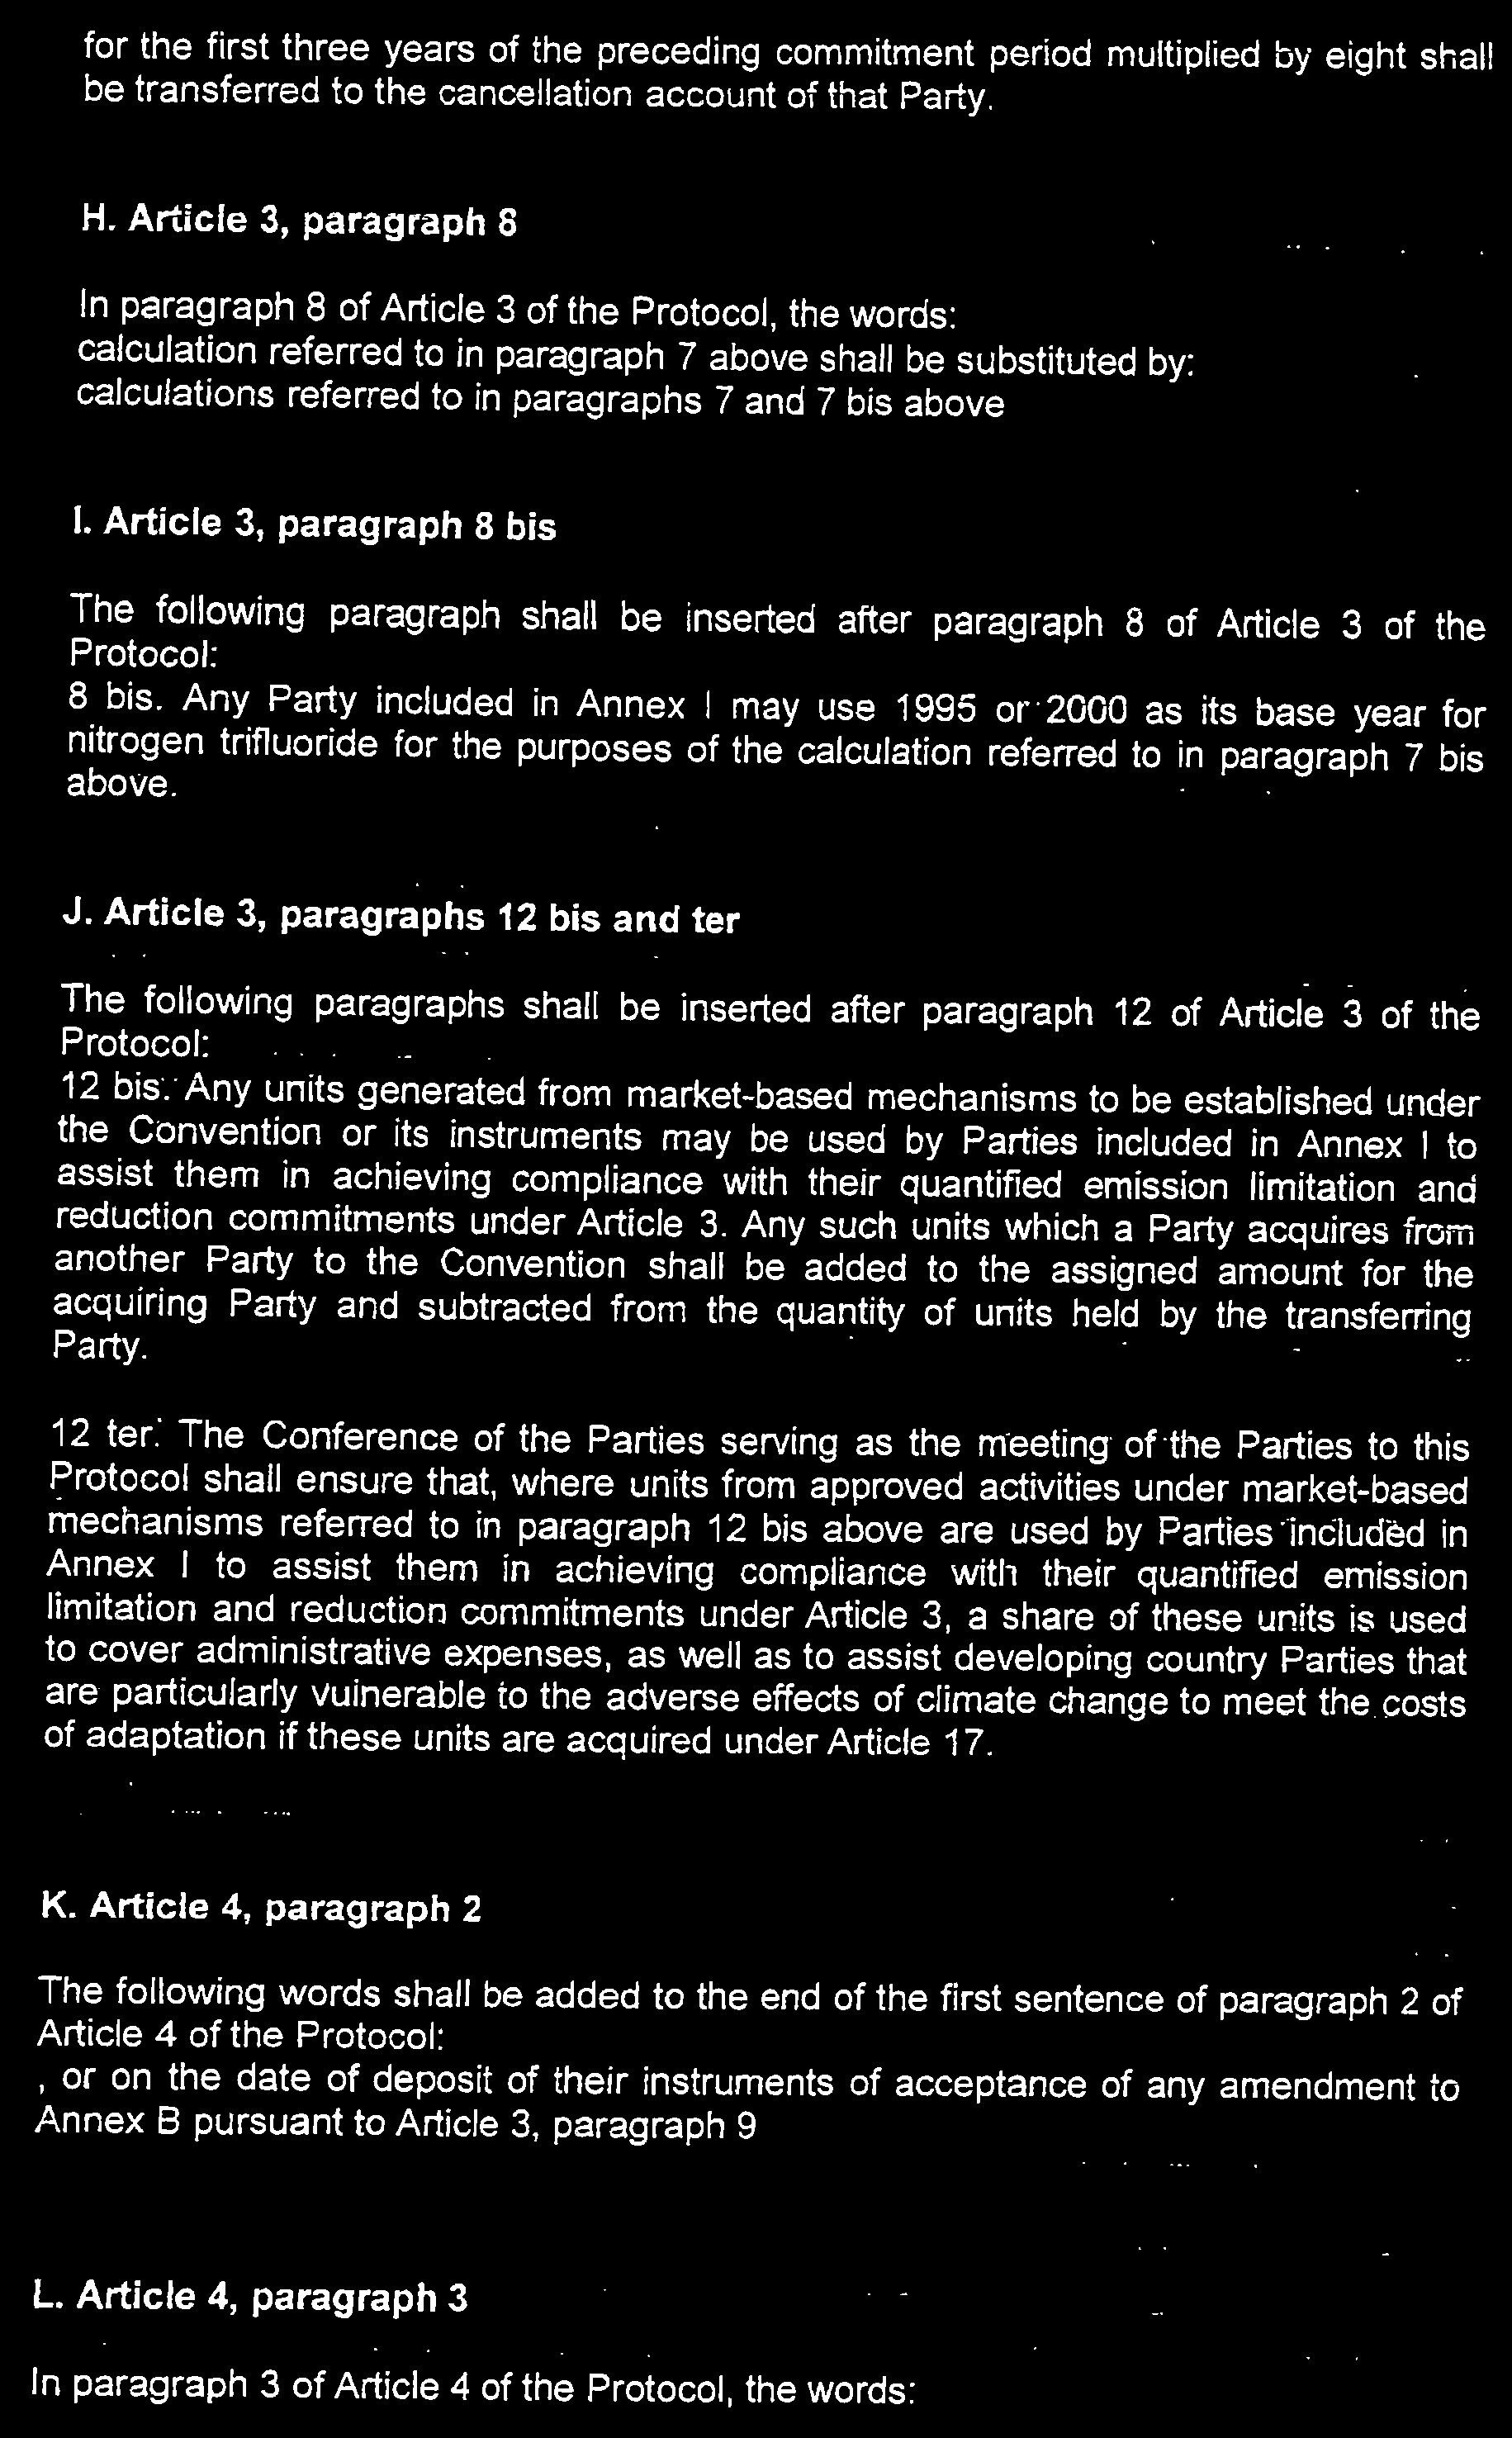 for the first three years of the preceding commitment period multiplied by eight shall
be transferred to the cancellation account of that Party.
H. Article 3, paragraph 8
In paragraph 8 of Article 3 of the Protocol, the words:
calculation referred to in paragraph 7 above shall be substituted by:
calculations referred to in paragraphs 7 and 7 bis above
I. Article 3, paragraph 8 bis
The following paragraph shall be inserted after paragraph 8 of Article 3 of the
Protocol:
8 bis. Any Party included in Annex I may use 1995 or 2000 as its base year for
nitrogen trifluoride for the purposes of the calculation referred to in paragraph 7 bis
above.
J. Article 3, paragraphs 12 bis and ter
The following paragraphs shall be inserted after paragraph 12 of Article 3 of the
Protocol:
12 bis. Any units generated from market-based mechanisms to be established under
the Convention or its instruments may be used by Parties included in Annex I to
assist them in achieving compliance with their quantified emission limitation and
reduction commitments under Article 3. Any such units which a Party acquires from
another Party to the Convention shall be added to the assigned amount for the
acquiring Party and subtracted from the quantity of units held by the transferring
Party.
12 ter. The Conference of the Parties serving as the meeting of the Parties to this
Protocol shall ensure that, where units from approved activities under market-based
mechanisms referred to in paragraph 12 bis above are used by Parties included in
Annex I to assist them in achieving compliance with their quantified emission
limitation and reduction commitments under Article 3, a share of these units is used
to cover administrative expenses, as well as to assist developing country Parties that
are particularly vulnerable to the adverse effects of climate change to meet the costs
of adaptation if these units are acquired under Article 17.
K. Article 4, paragraph 2
The following words shall be added to the end of the first sentence of paragraph 2 of
Article 4 of the Protocol:
, or on the date of deposit of their instruments of acceptance of any amendment to
Annex B pursuant to Article 3, paragraph 9
L. Article 4, paragraph 3
In paragraph 3 of Article 4 of the Protocol, the words: